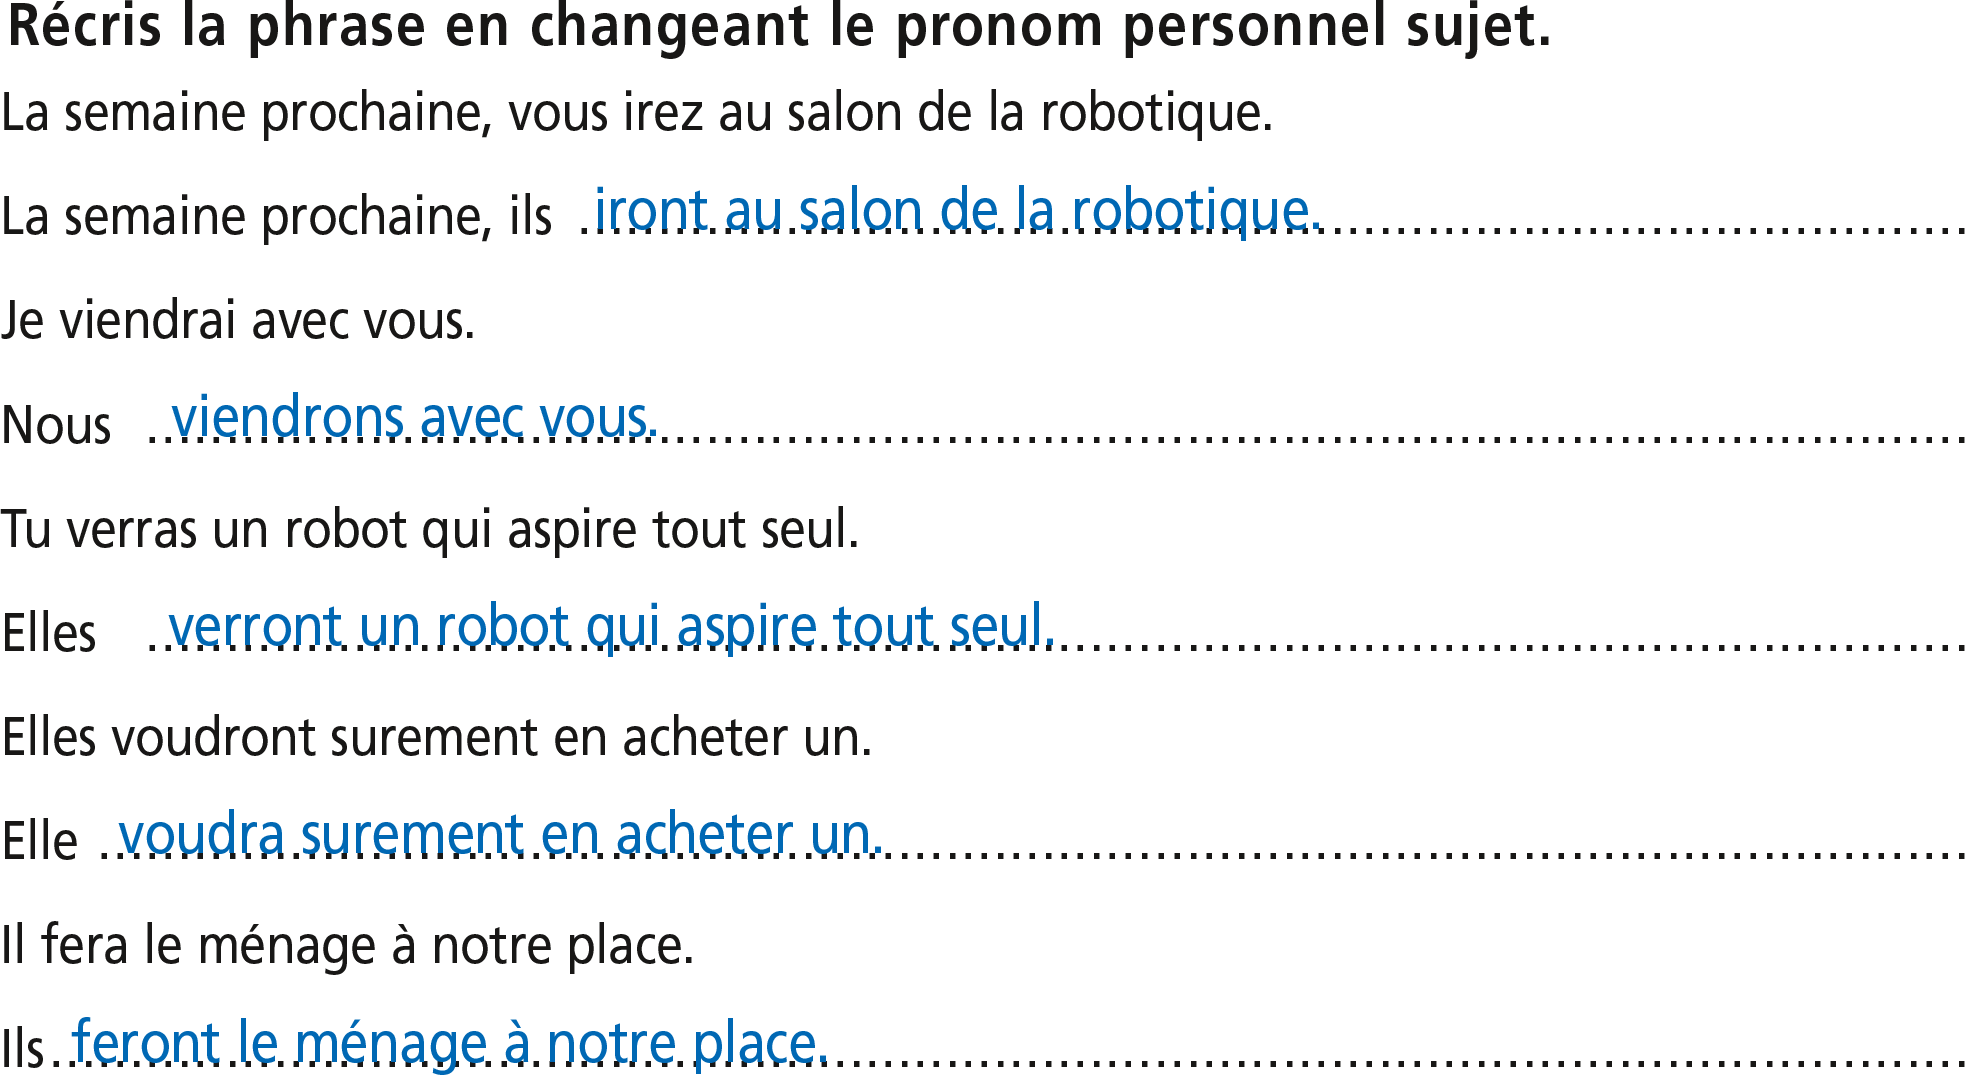 Récris la phrase en changeant le pronom personnel sujet.
La semaine prochaine, vous irez au salon de la robotique.
La semaine prochaine, ils iront au salon de la robotique.
Je viendrai avec vous.
Nous viendrons avec vous.
Tu verras un robot qui aspire tout seul.
Elles verront un robot qui aspire tout seul.
Elles voudront surement en acheter un.
Elle voudra surement en acheter un.
Il fera le ménage à notre place.
Ils feront le ménage à notre place.